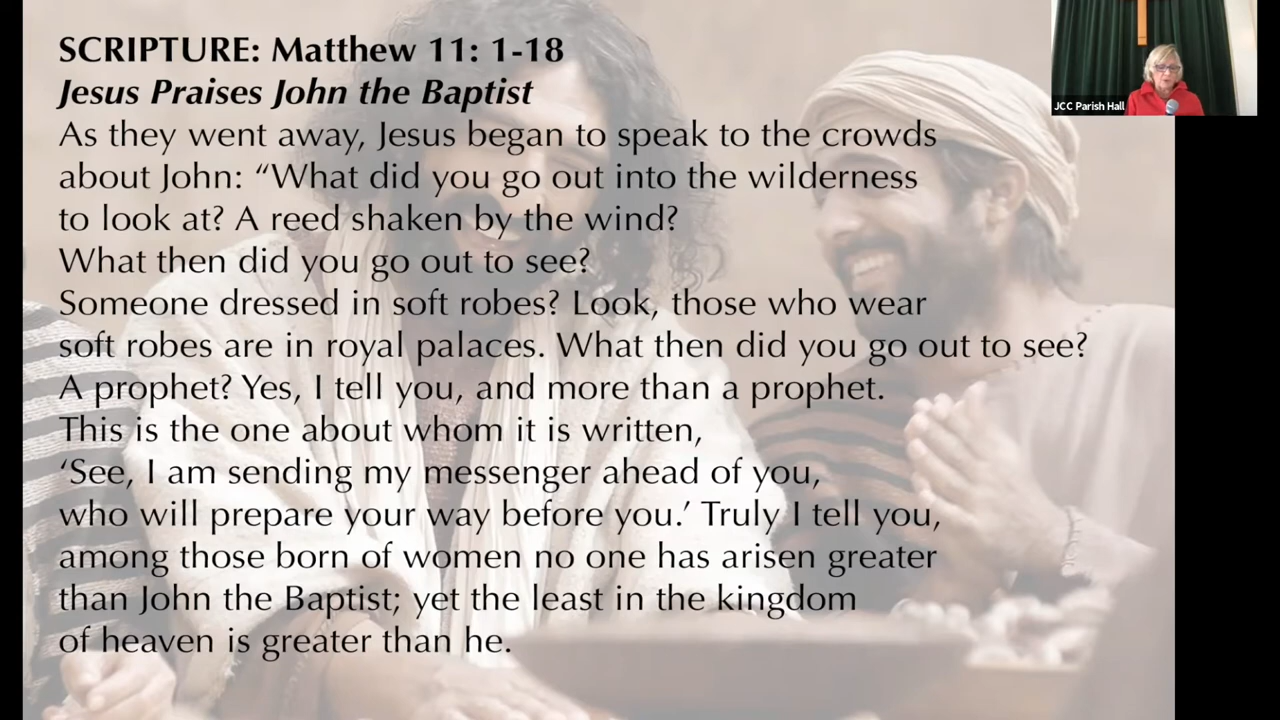 SCRIPTURE: Matthew 11: 1-18
Jesus Praises John the Baptist
As they went away, Jesus began to speak to the crowds
about John: “What did you go out into the wilderness
to look at? A reed shaken by the wind?
What then did you go out to see?
Someone dressed in soft robes? Look, those who wear
soft robes are in royal palaces. What then did you go out to see?
A prophet? Yes, I tell you, and more than a prophet.
This is the one about whom it is written,
‘See, I am sending my messenger ahead of you,
who will prepare your way before you.’ Truly I tell you,
among those born of women no one has arisen greater
than John the Baptist; yet the least in the kingdom
of heaven is greater than he.
JCC Parish Hall